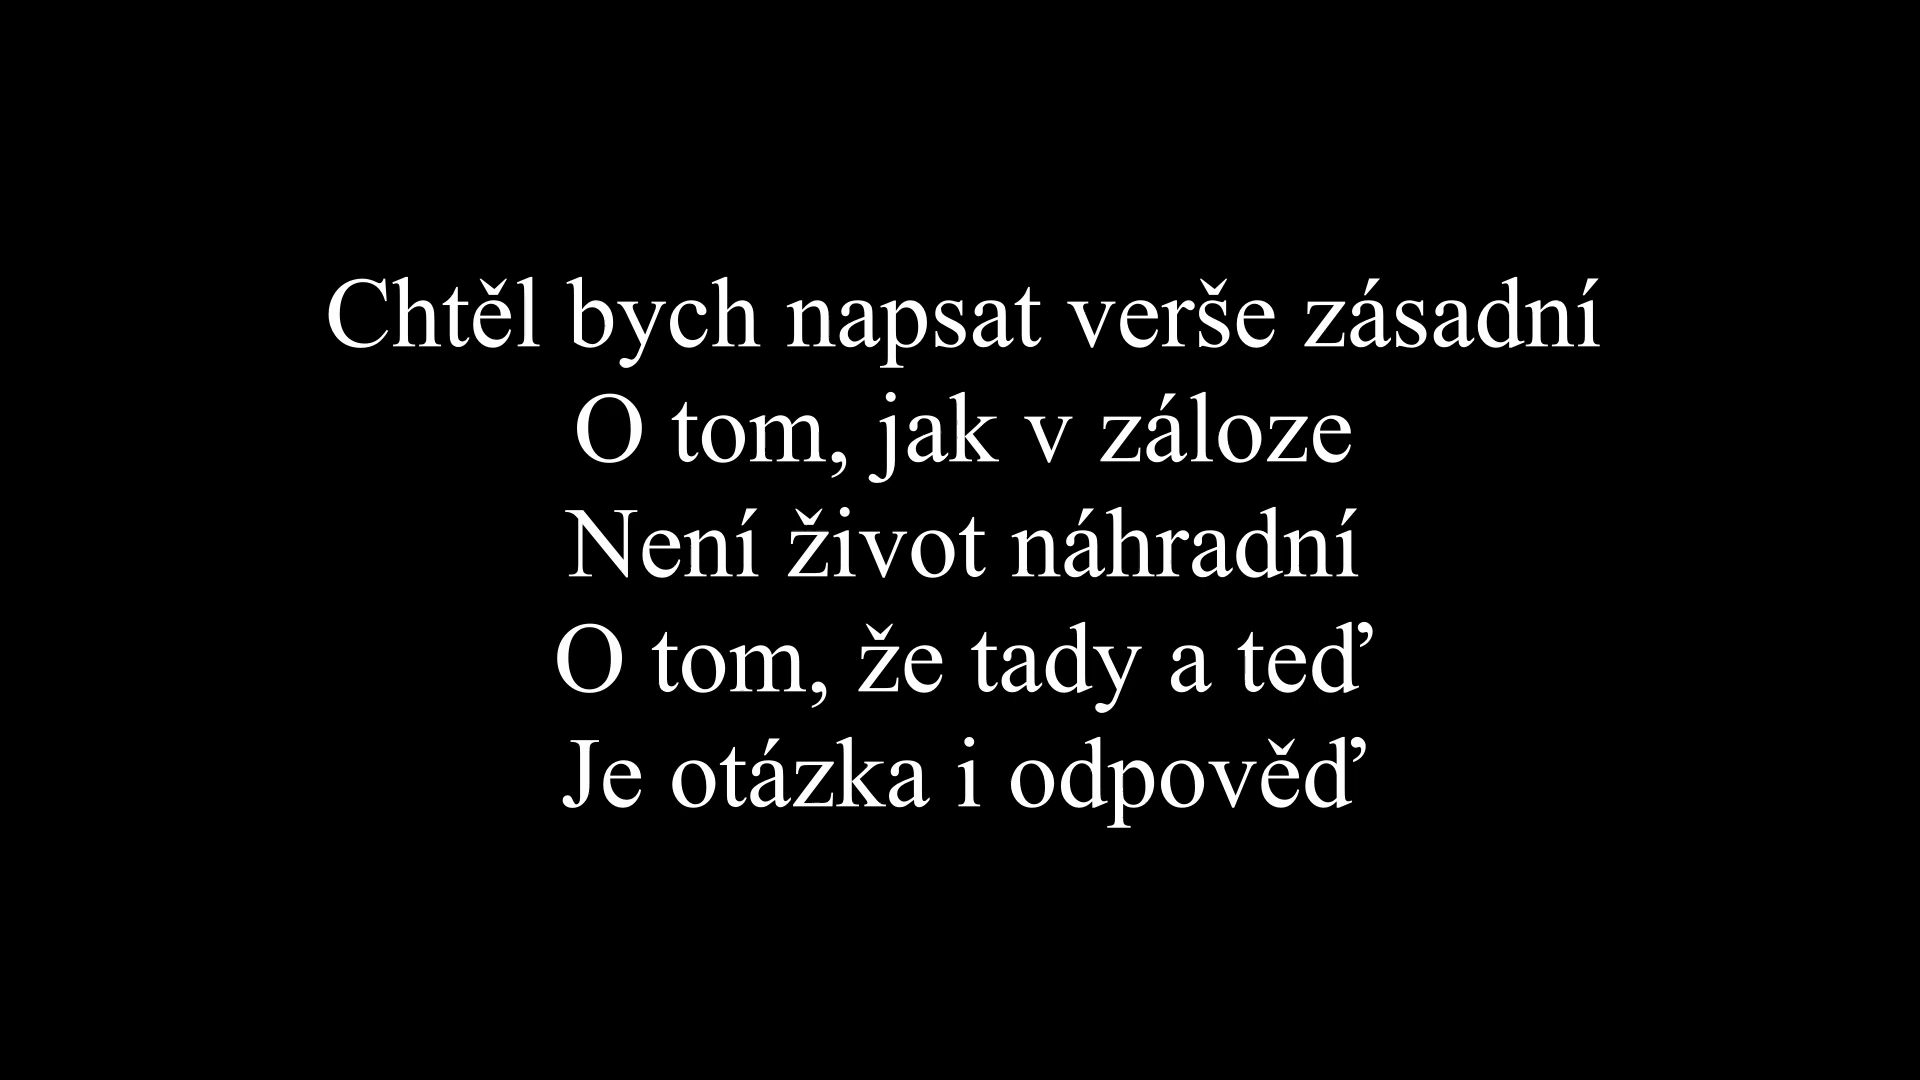 Chtěl bych napsat verše zásadní
O tom, jak v záloze
Není život náhradní
O tom, že tady a teď
Je otázka i odpověď